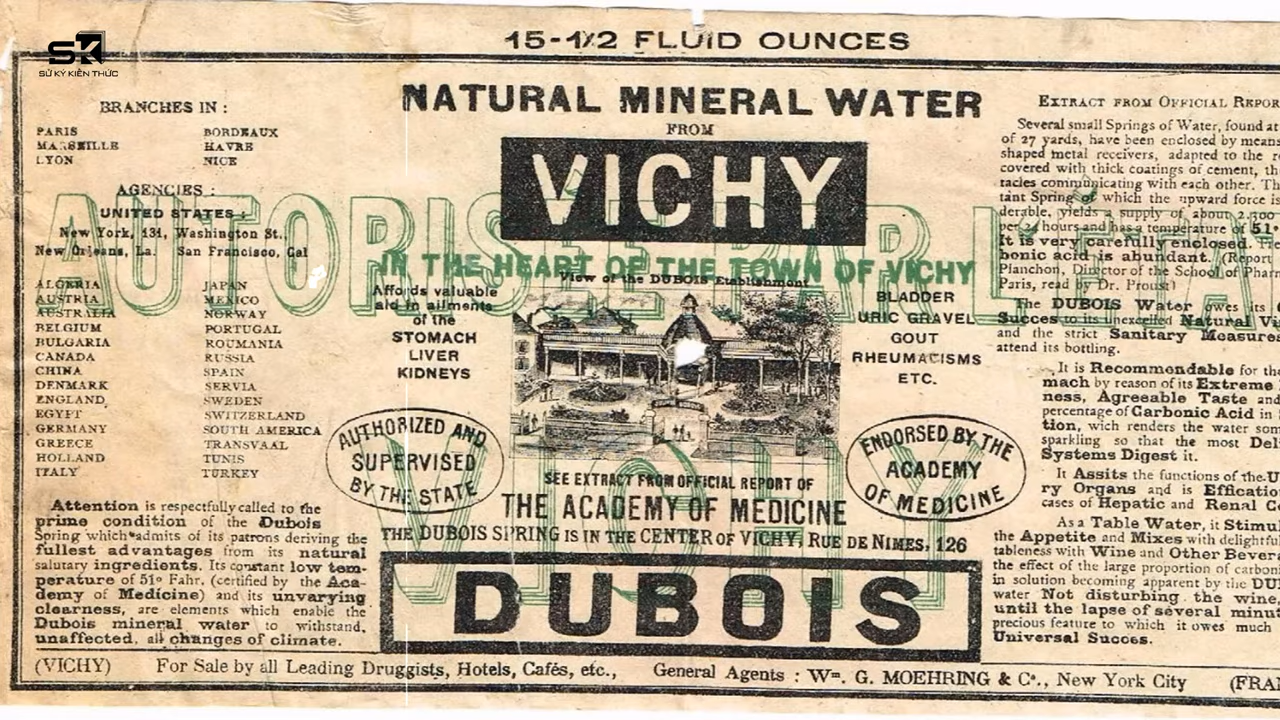 15-1/2 FLUID OUNCES
SK
SỬ KÝ KIẾN THỨC
BRANCHES IN :
PARIS BORDEAUX
MARSEILLE HAVRE
LYON NICE
AGENCIES :
UNITED STATES :
New York, 131, Washington St.
New Orleans, La. San Francisco, Cal
ALGERIA JAPAN
AUSTRIA MEXICO
AUSTRALIA NORWAY
BELGIUM PORTUGAL
BULGARIA ROUMANIA
CANADA RUSSIA
CHINA SPAIN
DENMARK SERVIA
ENGLAND SWEDEN
EGYPT SWITZERLAND
GERMANY SOUTH AMERICA
GREECE TRANSVAAL
HOLLAND TUNIS
ITALY TURKEY
Attention is respectfully called to the
prime condition of the Dubois
Spring which admits of its patrons deriving the
fullest advantages from its natural
salutary ingredients. Its constant low tem-
perature of 51º Fahr. (certified by the Aca-
demy of Medicine) and its unvarying
clearness, are elements which enable the
Dubois mineral water to withstand,
unaffected, all changes of climate.
NATURAL MINERAL WATER
FROM
VICHY
IN THE HEART OF THE TOWN OF VICHY
View of the DUBOIS Etablishment
Affords valuable
aid in ailments
of the
STOMACH
LIVER
KIDNEYS
BLADDER
URIC GRAVEL
GOUT
RHEUMATISMS
ETC.
AUTHORIZED AND
SUPERVISED
BY THE STATE
ENDORSED BY THE
ACADEMY
OF MEDICINE
SEE EXTRACT FROM OFFICIAL REPORT OF
THE ACADEMY OF MEDICINE
THE DUBOIS SPRING IS IN THE CENTER OF VICHY, RUE DE NIMES, 126
DUBOIS
AUTORISÉE PAR L'ÉTA
VICHY
EXTRACT FROM OFFICIAL REPOR
Several small Springs of Water, found at
of 27 yards, have been enclosed by means
shaped metal receivers, adapted to the r
covered with thick coatings of cement, th
tacies communicating with each other. Th
tant Spring of which the upward force is
derable, yields a supply of about 2.300
per hours and has a temperature of 51º
It is very carefully enclosed. The
bonic acid is abundant. (Report
Planchon, Director of the School of Pharm
Paris, read by Dr. Proust)
The DUBOIS Water owes its
Succes to its unexcelled Natural Vi
and the strict Sanitary Measures
attend its bottling.
It is Recommendable for the
mach by reason of its Extreme
ness, Agreeable Taste and
percentage of Carbonic Acid in
tion, wich renders the water som
sparkling so that the most Del
Systems Digest it.
It Assits the functions of the U
ry Organs and is Efficatio
cases of Hepatic and Renal C
As a Table Water, it Stimul
the Appetite and Mixes with delightfu
tableness with Wine and Other Bever
the effect of the large proportion of carboni
in solution becoming apparent by the DU
water Not disturbing the wine
until the lapse of several minu
precious feature to which it owes much
Universal Succes.
(VICHY) For Sale by all Leading Druggists, Hotels, Cafés, etc., General Agents : Wm. G. MOEHRING & Cº., New York City (FRAN